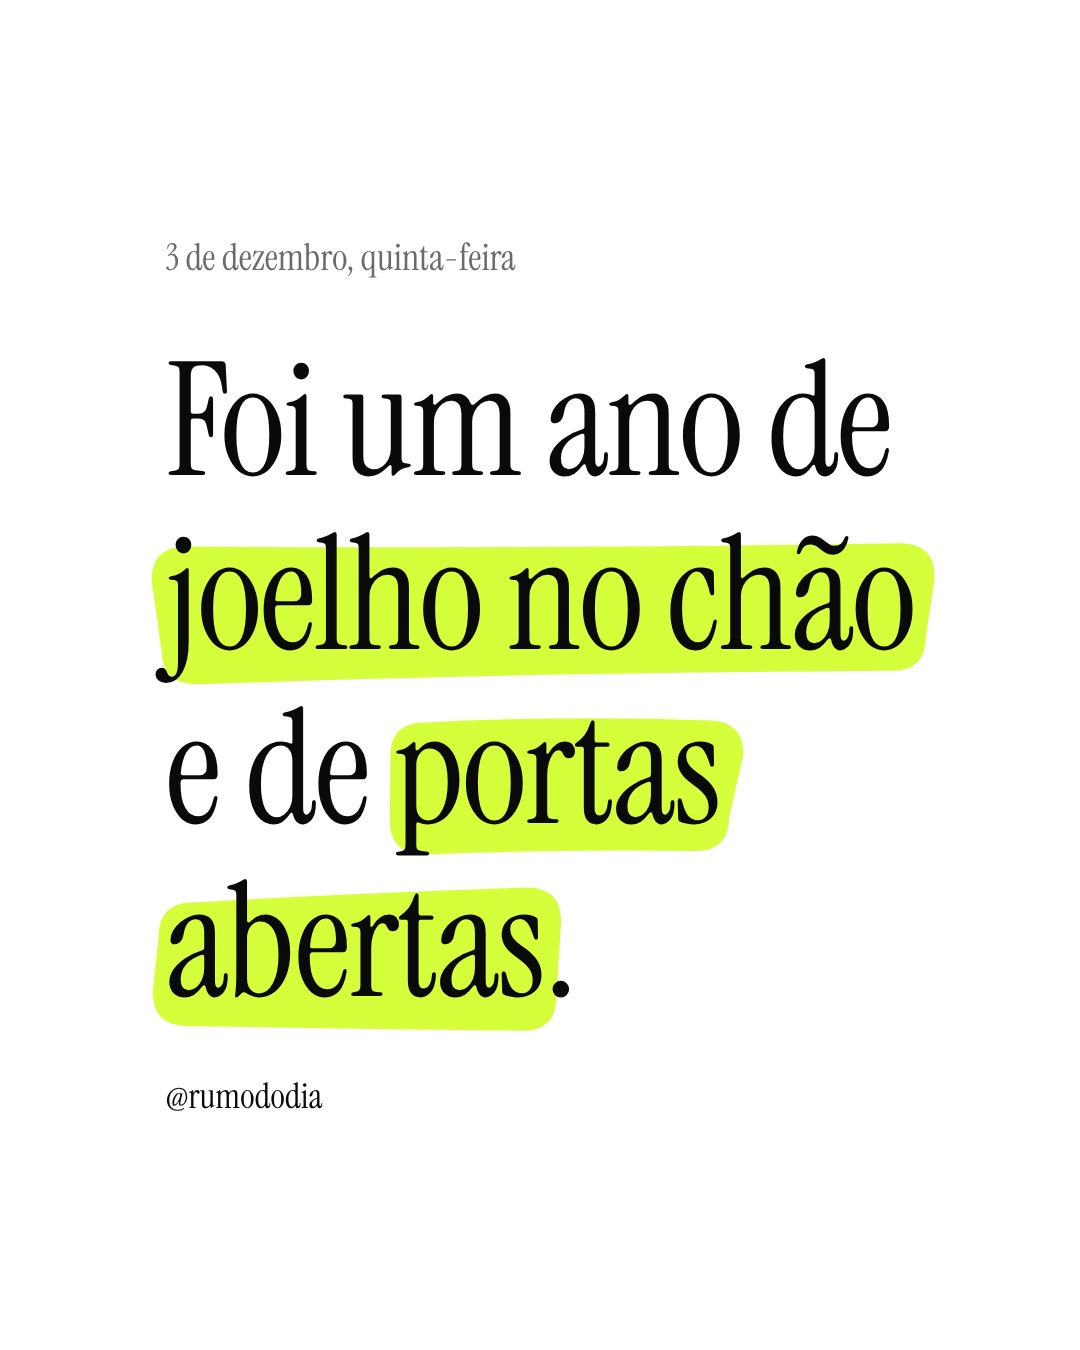 3 de dezembro, quinta-feira
Foi um ano de
joelho no chão
e de portas
abertas.
@rumododia